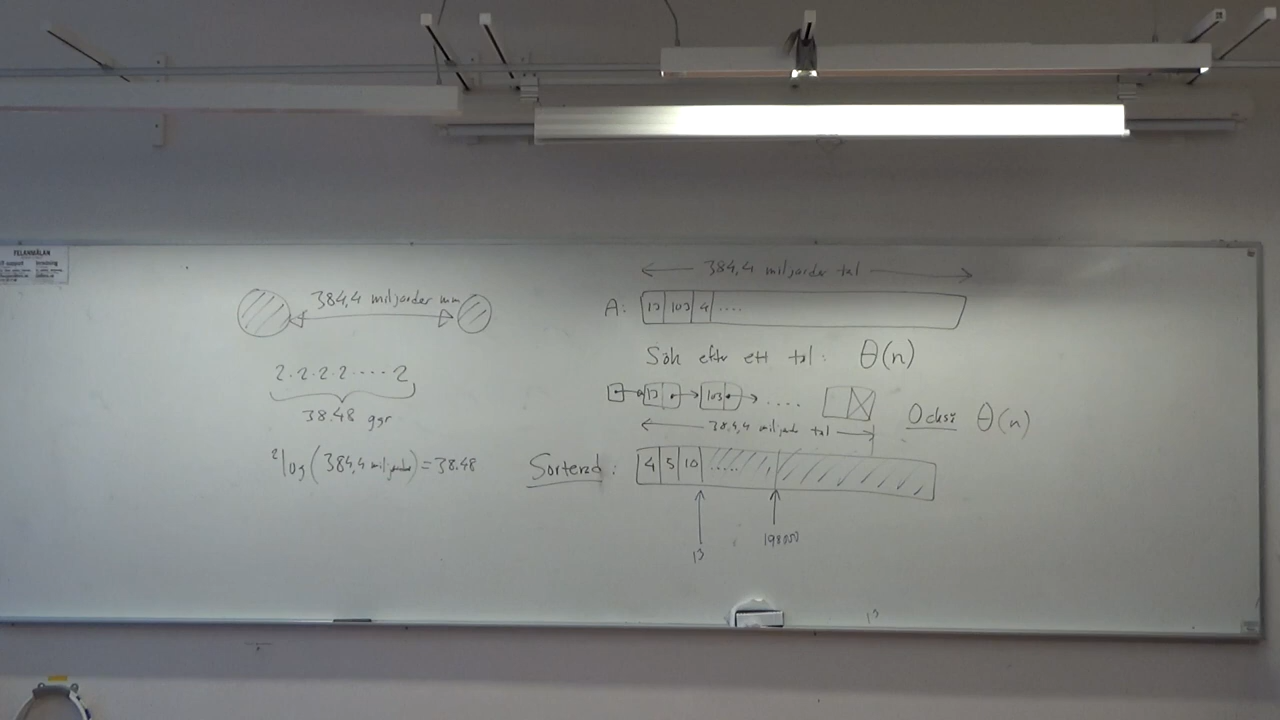 FELANMÄLAN
384,4 miljarder mm
2·2·2·2·····2
38.48 ggr
²log(384,4 miljarder)=38.48
384,4 miljarder tal
A: 13 103 4 ....
Sök efter ett tal: Θ(n)
13 103 ....
Också Θ(n)
384,4 miljarder tal
Sorterad: 4 5 10 .....
13
13